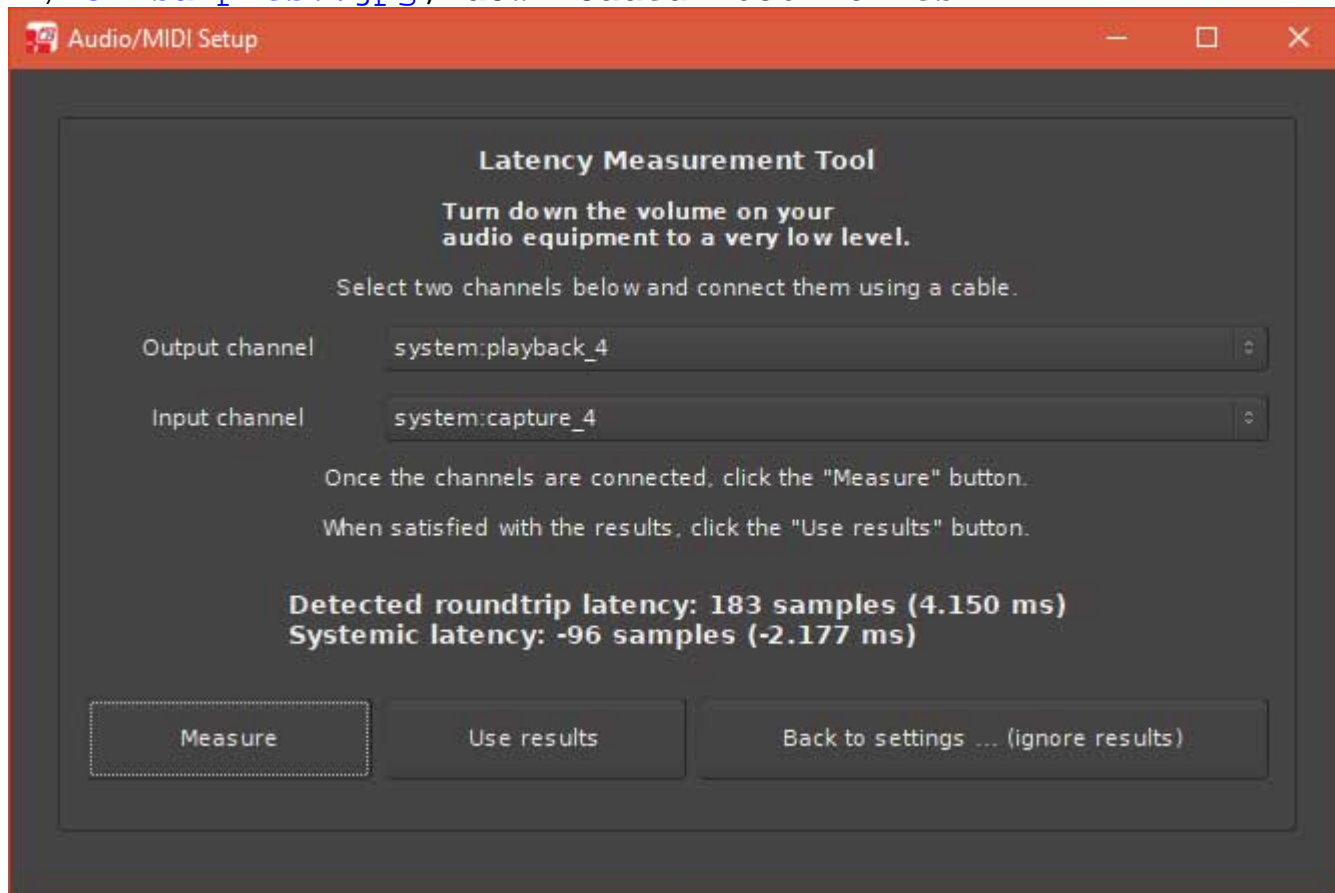 Audio/MIDI Setup
Latency Measurement Tool
Turn down the volume on your
audio equipment to a very low level.
Select two channels below and connect them using a cable.
Output channel system:playback_4
Input channel system:capture_4
Once the channels are connected, click the "Measure" button.
When satisfied with the results, click the "Use results" button.
Detected roundtrip latency: 183 samples (4.150 ms)
Systemic latency: -96 samples (-2.177 ms)
Measure Use results Back to settings ... (ignore results)